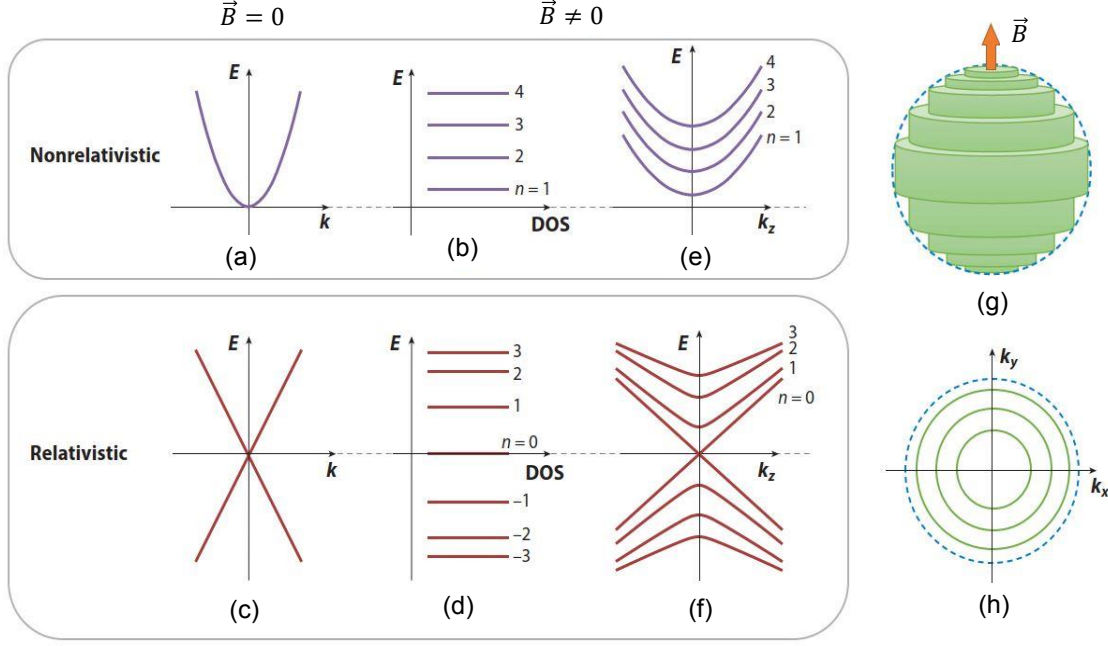 B⃗ = 0
B⃗ ≠ 0
Nonrelativistic
E
k
(a)
E
4
3
2
n = 1
DOS
(b)
E
4
3
2
n = 1
k_z
(e)
B⃗
(g)
Relativistic
E
k
(c)
E
3
2
1
n = 0
DOS
–1
–2
–3
(d)
E
3
2
1
n = 0
k_z
(f)
k_y
k_x
(h)